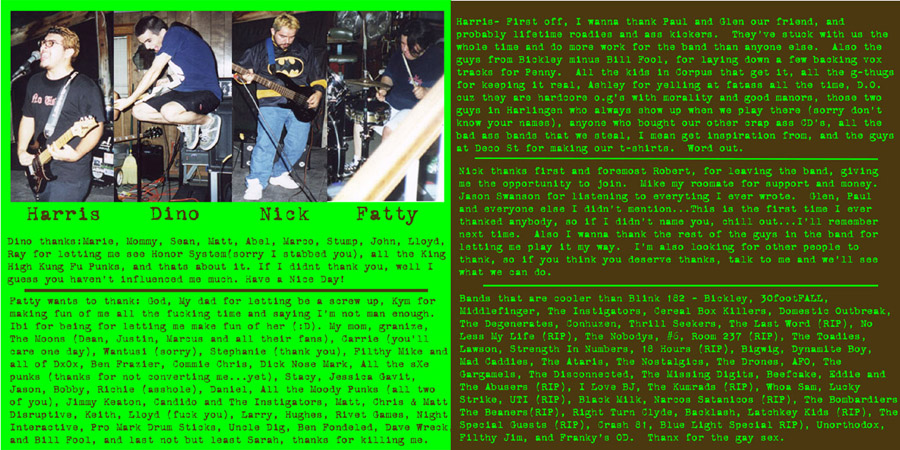 Harris Dino Nick Fatty
Dino thanks:Marie, Mommy, Sean, Matt, Abel, Marco, Stump, John, Lloyd,
Ray for letting me see Honor System(sorry I stabbed you), all the King
High Kung Fu Punks, and thats about it. If I didnt thank you, well I
guess you haven't influenced me much. Have a Nice Day!
Fatty wants to thank: God, My dad for letting be a screw up, Kym for
making fun of me all the fucking time and saying I'm not man enough.
Ibi for being for letting me make fun of her (:D). My mom, granize,
The Moons (Dean, Justin, Marcus and all their fans), Carrie (you'll
care one day), Wantusi (sorry), Stephanie (thank you), Filthy Mike and
all of DxOx, Ben Frazier, Commie Chris, Dick Nose Mark, All the sXe
punks (thanks for not converting me...yet), Stacy, Jessica Gavit,
Jason, Bobby, Richie (asshole), Daniel, All the Moody Punks (all two
of you), Jimmy Keaton, Candido and The Instigators, Matt, Chris & Matt
Disruptive, Keith, Lloyd (fuck you), Larry, Hughes, Rivet Games, Night
Interactive, Pro Mark Drum Sticks, Uncle Dig, Ben Fondeled, Dave Wreck
and Bill Fool, and last not but least Sarah, thanks for killing me.
Harris- First off, I wanna thank Paul and Glen our friend, and
probably lifetime roadies and ass kickers. They've stuck with us the
whole time and do more work for the band than anyone else. Also the
guys from Bickley minus Bill Fool, for laying down a few backing vox
tracks for Penny. All the kids in Corpus that get it, all the g-thugs
for keeping it real, Ashley for yelling at fatass all the time, D.O.
cuz they are hardcore o.g's with morality and good manors, those two
guys in Harlingen who always show up when we play there (sorry don't
know your names), anyone who bought our other crap ass CD's, all the
bad ass bands that we steal, I mean get inspiration from, and the guys
at Deco St for making our t-shirts. Word out.
Nick thanks first and foremost Robert, for leaving the band, giving
me the opportunity to join. Mike my roomate for support and money.
Jason Swanson for listening to everyting I ever wrote. Glen, Paul
and everyone else I didn't mention...This is the first time I ever
thanked anybody, so if I didn't name you, chill out...I'll remember
next time. Also I wanna thank the rest of the guys in the band for
letting me play it my way. I'm also looking for other people to
thank, so if you think you deserve thanks, talk to me and we'll see
what we can do.
Bands that are cooler than Blink 182 - Bickley, 30footFALL,
Middlefinger, The Instigators, Cereal Box Killers, Domestic Outbreak,
The Degenerates, Conhuzen, Thrill Seekers, The Last Word (RIP), No
Less My Life (RIP), The Nobodys, #5, Room 237 (RIP), The Toadies,
Lawson, Strength In Numbers, 18 Hours (RIP), Bigwig, Dynamite Boy,
Mad Caddies, The Ataris, The Nostalgics, The Drones, AFO, The
Gargamels, The Disconnected, The Missing Digits, Beefcake, Eddie and
The Abusers (RIP), I Love BJ, The Kumrads (RIP), Whoa Sam, Lucky
Strike, UTI (RIP), Black Milk, Narcos Satanicos (RIP), The Bombardiers
The Beaners(RIP), Right Turn Clyde, Backlash, Latchkey Kids (RIP), The
Special Guests (RIP), Crash 81, Blue Light Special RIP), Unorthodox,
Filthy Jim, and Franky's OD. Thanx for the gay sex.